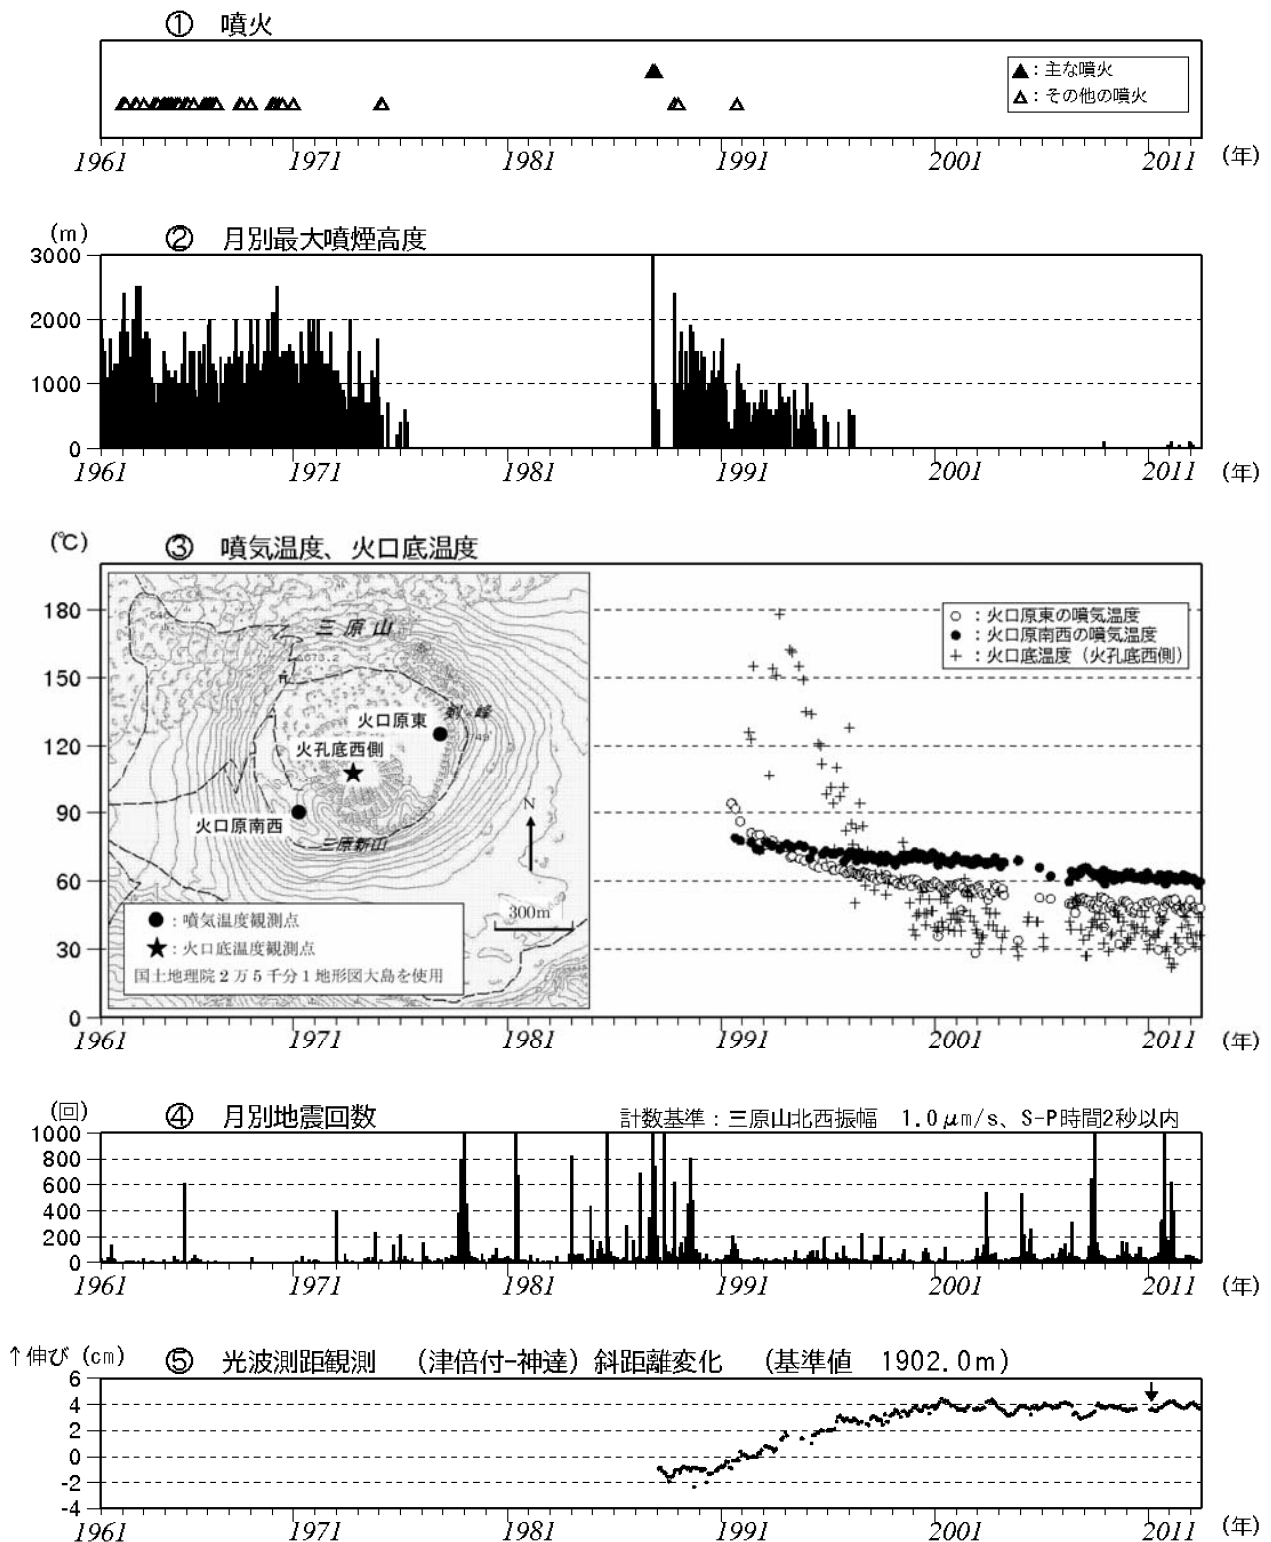 ① 噴火
▲：主な噴火
△：その他の噴火
1961 1971 1981 1991 2001 2011 (年)
(m) ② 月別最大噴煙高度
3000
2000
1000
0
1961 1971 1981 1991 2001 2011 (年)
(℃) ③ 噴気温度、火口底温度
180
150
120
90
60
30
0
○ ：火口原東の噴気温度
● ：火口原南西の噴気温度
+ ：火口底温度（火孔底西側）
三原山
673.2
剣ヶ峰
749
火口原東
火孔底西側
火口原南西
三原新山
N
300m
●：噴気温度観測点
★：火口底温度観測点
国土地理院２万５千分１地形図大島を使用
1961 1971 1981 1991 2001 2011 (年)
(回) ④ 月別地震回数 計数基準：三原山北西振幅 1.0μm/s、S-P時間2秒以内
1000
800
600
400
200
0
1961 1971 1981 1991 2001 2011 (年)
↑伸び (cm) ⑤ 光波測距観測 （津倍付-神達）斜距離変化 （基準値 1902.0m）
6
4
2
0
-2
-4
1961 1971 1981 1991 2001 2011 (年)